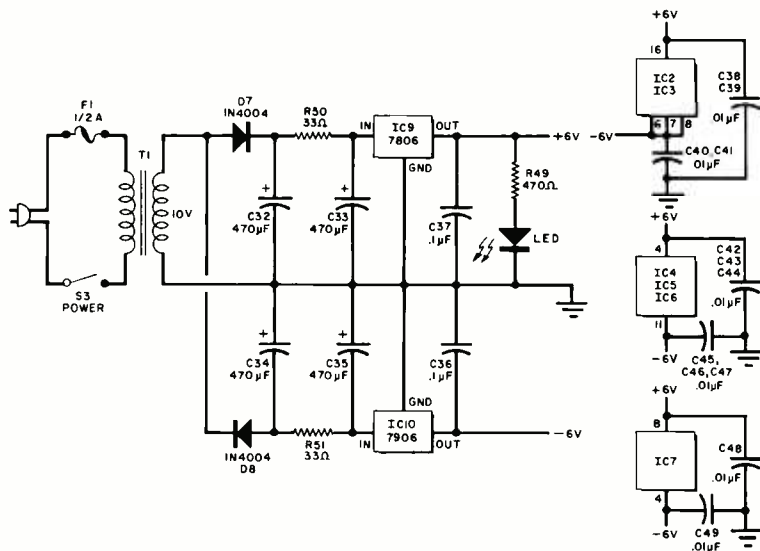 F1
1/2 A
T1
10V
S3
POWER
D7
1N4004
R50
33Ω
IN
IC9
7806
OUT
GND
+
C32
470µF
+
C33
470µF
C37
.1µF
R49
470Ω
LED
+6V
+
C34
470µF
+
C35
470µF
C36
.1µF
GND
1N4004
D8
R51
33Ω
IN
IC10
7906
OUT
-6V
+6V
16
IC2
IC3
6 7 8
-6V
C38
C39
.01µF
C40,C41
.01µF
+6V
4
IC4
IC5
IC6
11
-6V
C42
C43
C44
.01µF
C45,
C46,C47
.01µF
+6V
8
IC7
4
-6V
C48
.01µF
C49
.01µF